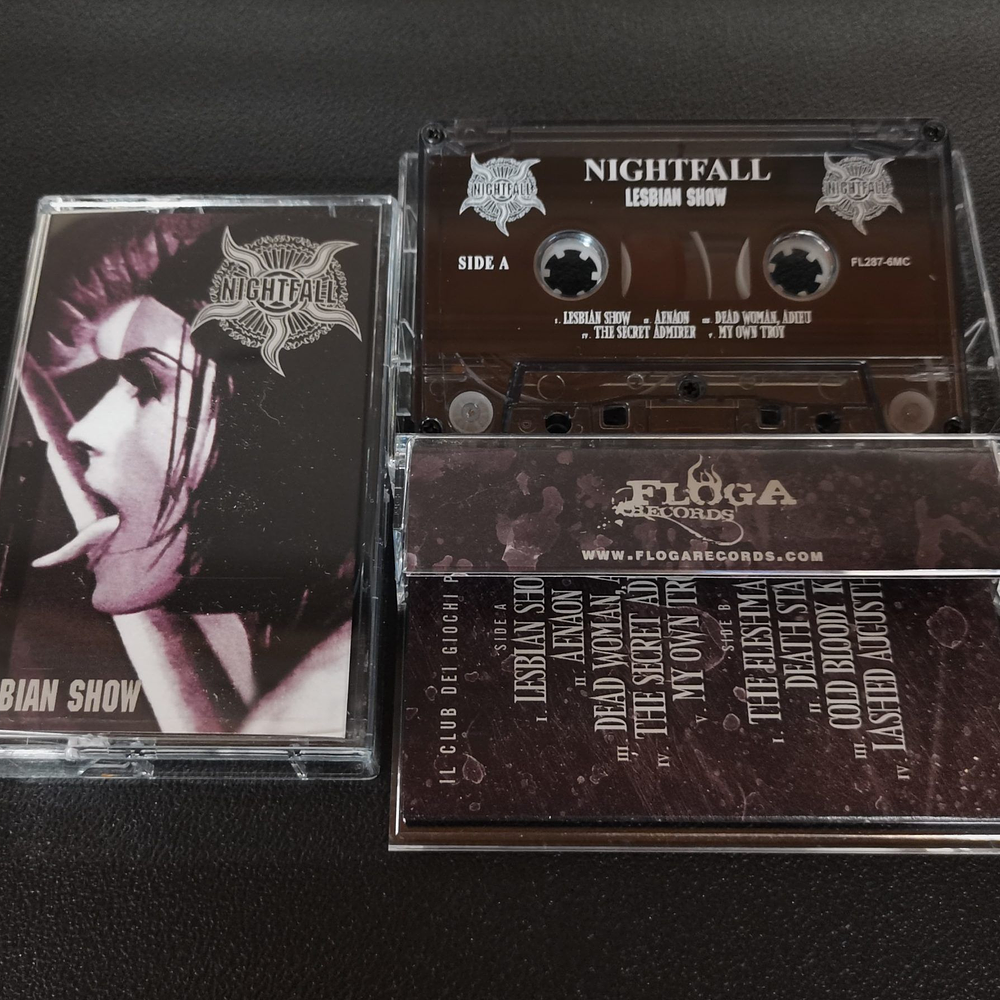 NIGHTFALL
BIAN SHOW
NIGHTFALL
NIGHTFALL
LESBIAN SHOW
NIGHTFALL
SIDE A
FL287-6MC
I. LESBIAN SHOW II. AENAON III. DEAD WOMAN, ADIEU
IV. THE SECRET ADMIRER V. MY OWN TROY
FLOGA
RECORDS
WWW.FLOGARECORDS.COM
IL CLUB DEI GIOCHI P
SIDE A
I. LESBIAN SHO
II. AENAON
III. DEAD WOMAN, A
IV. THE SECRET AD
V. MY OWN TR
SIDE B
I. THE ELISHMA
II. DEATH STA
III. COLD BLOODY K
IV. LASHED AUGUSTI